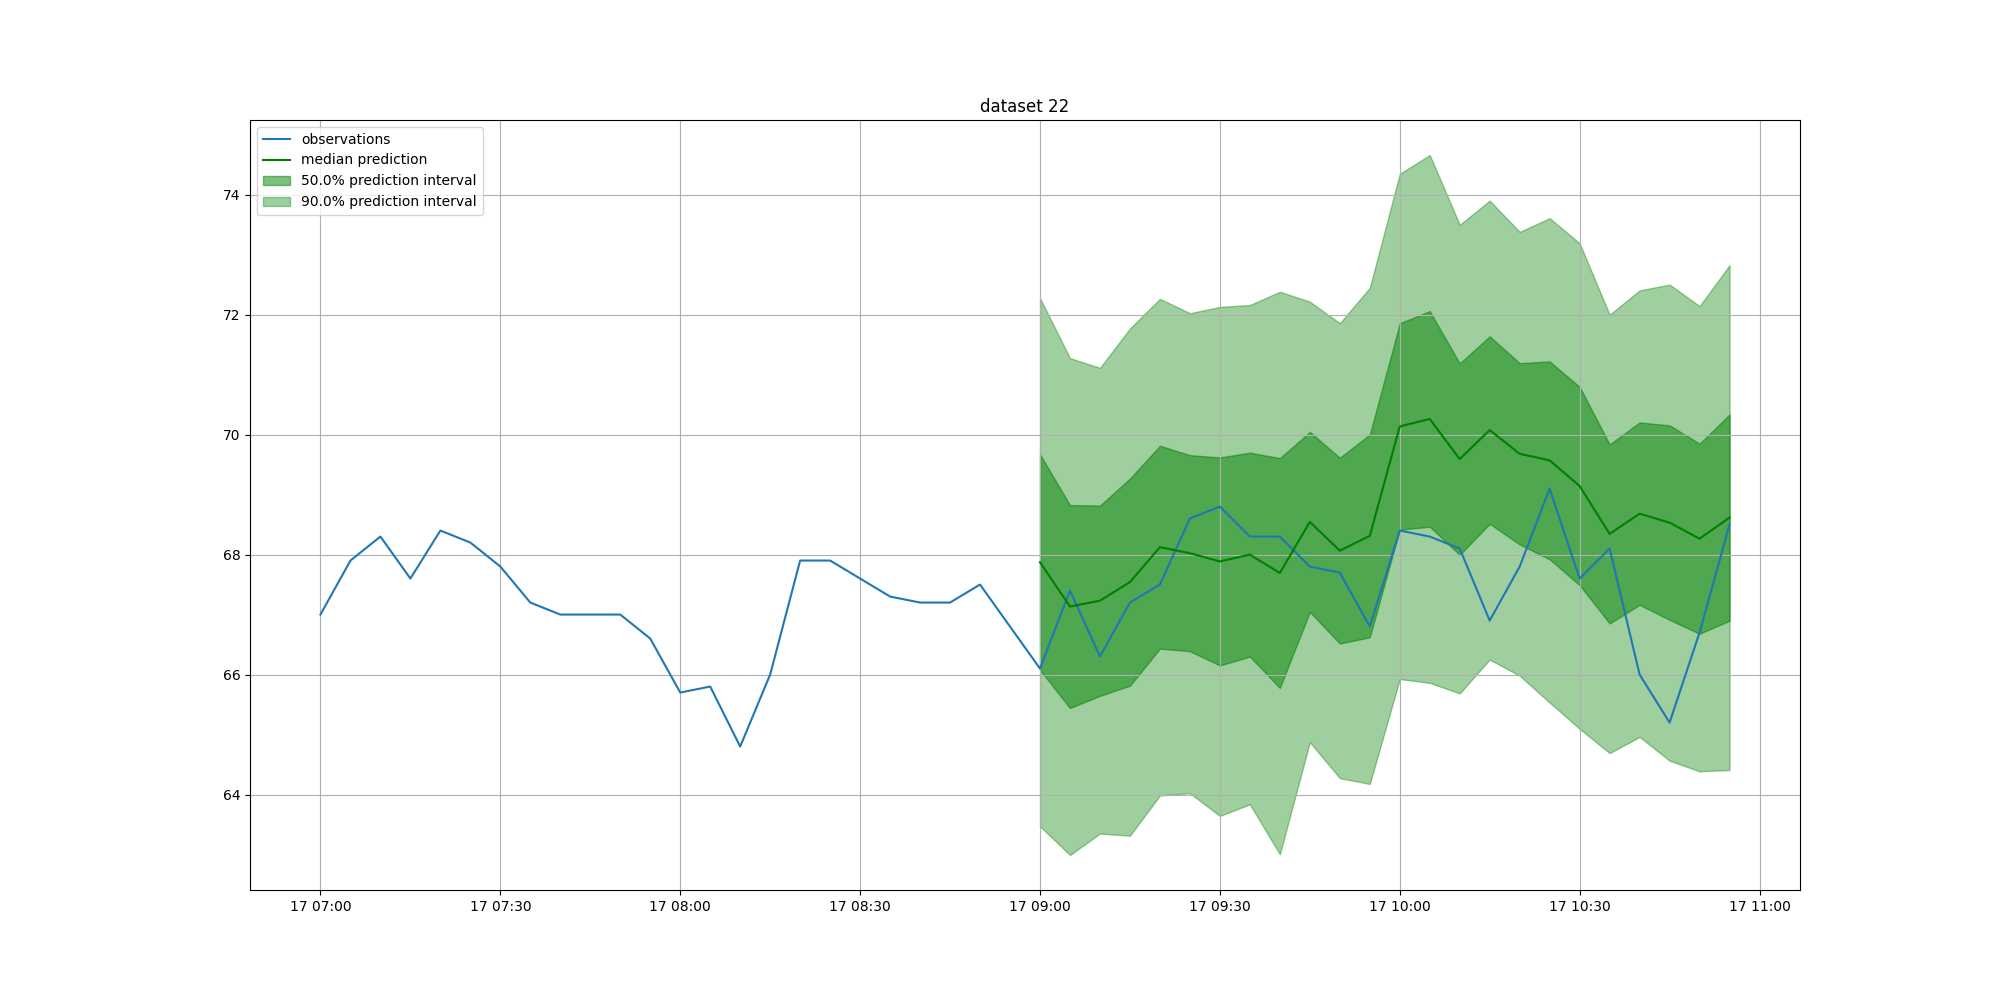 dataset 22
observations
median prediction
50.0% prediction interval
90.0% prediction interval
74
72
70
68
66
64
17 07:00 17 07:30 17 08:00 17 08:30 17 09:00 17 09:30 17 10:00 17 10:30 17 11:00